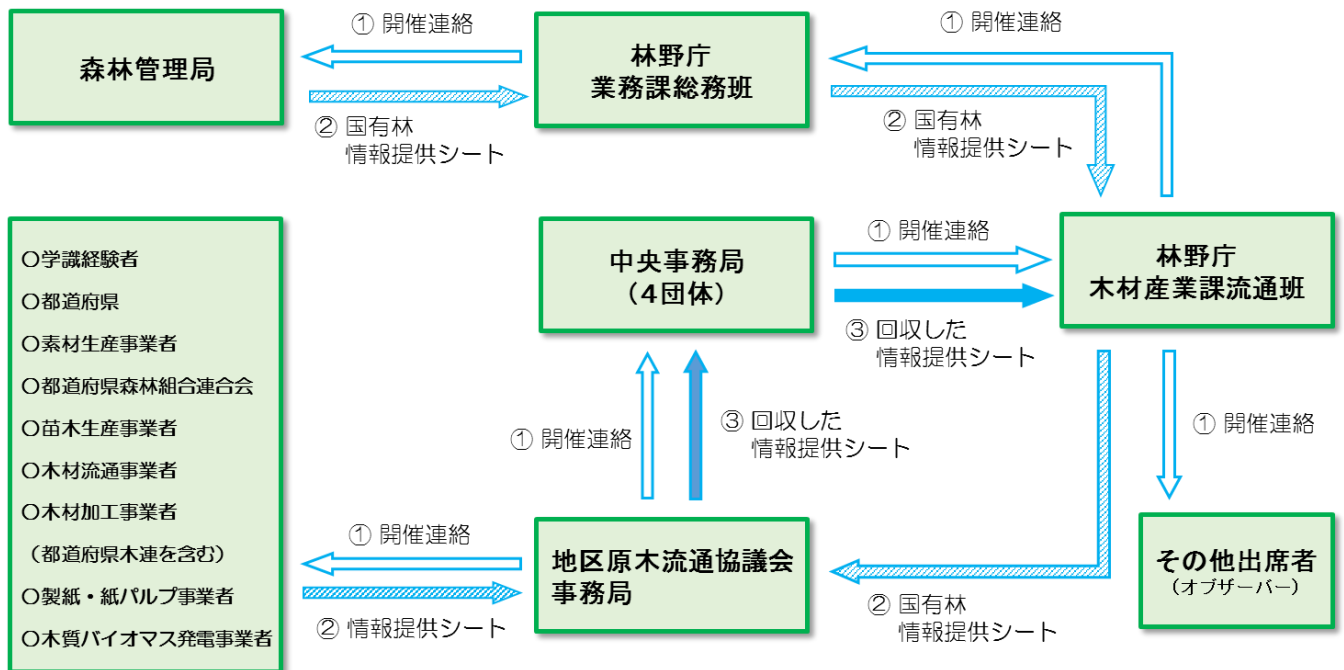 ① 開催連絡
森林管理局
② 国有林
情報提供シート
林野庁
業務課総務班
① 開催連絡
② 国有林
情報提供シート
〇学識経験者
〇都道府県
〇素材生産事業者
〇都道府県森林組合連合会
〇苗木生産事業者
〇木材流通事業者
〇木材加工事業者
（都道府県木連を含む）
〇製紙・紙パルプ事業者
〇木質バイオマス発電事業者
中央事務局
（4団体）
① 開催連絡
③ 回収した
情報提供シート
林野庁
木材産業課流通班
① 開催連絡
③ 回収した
情報提供シート
① 開催連絡
① 開催連絡
② 情報提供シート
地区原木流通協議会
事務局
② 国有林
情報提供シート
その他出席者
（オブザーバー）